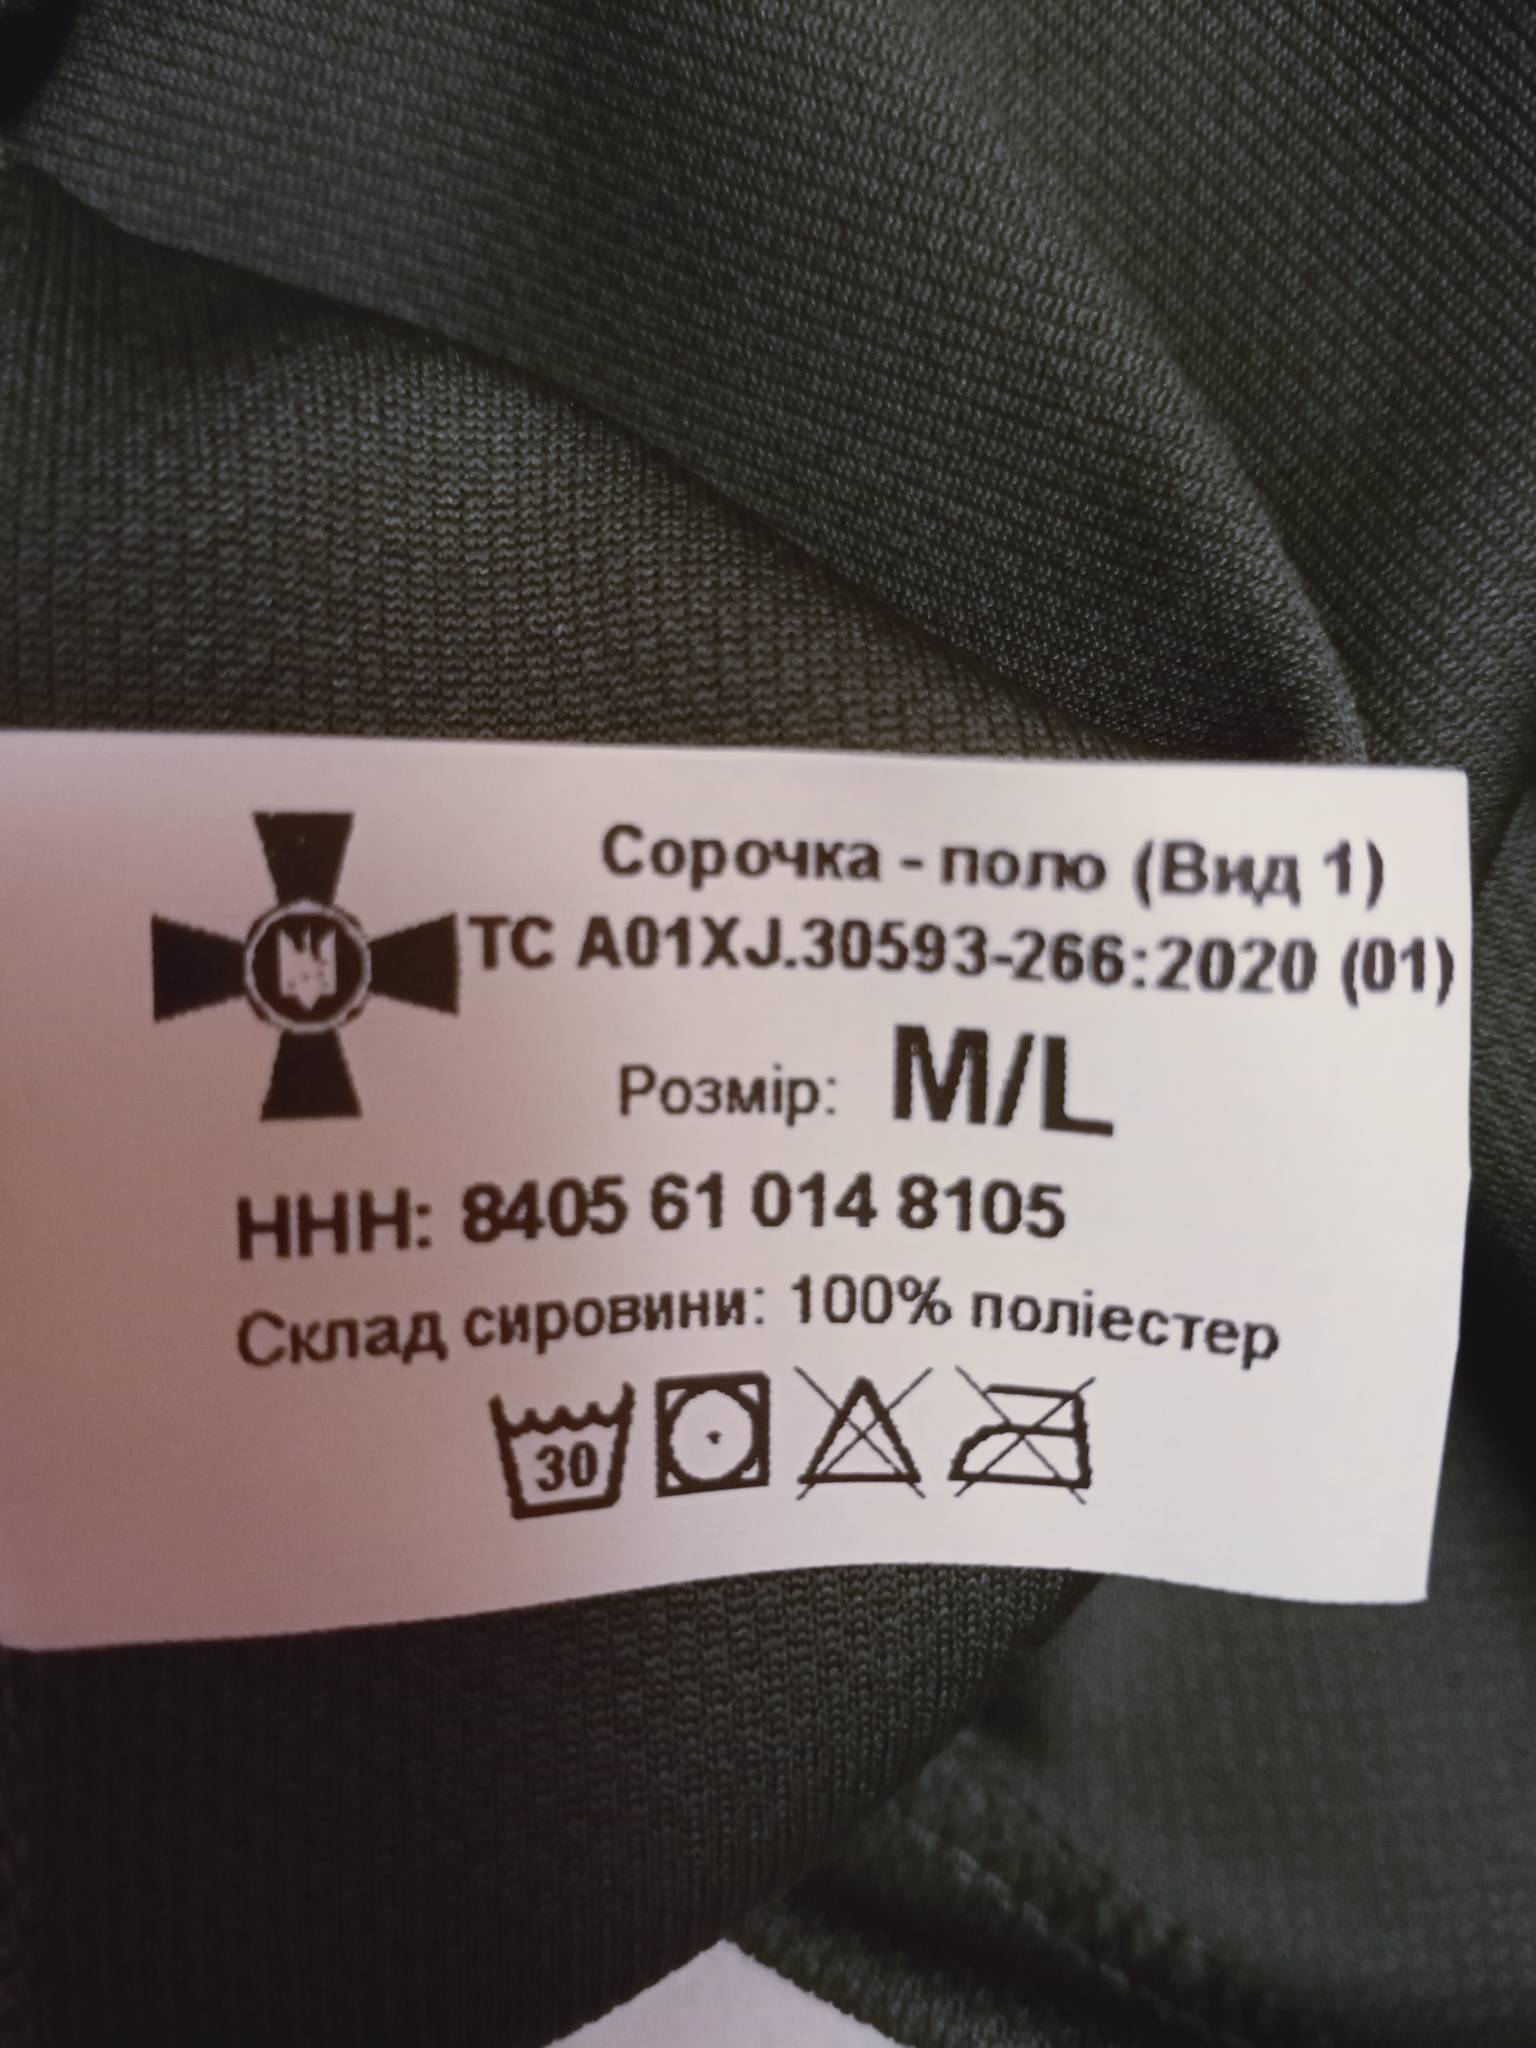 Сорочка - поло (Вид 1)
ТС А01XJ.30593-266:2020 (01)
Розмір: M/L
ННН: 8405 61 014 8105
Склад сировини: 100% поліестер
30